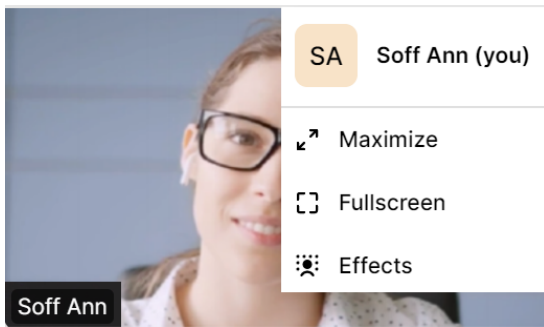 SA
Soff Ann (you)
Maximize
Fullscreen
Effects
Soff Ann